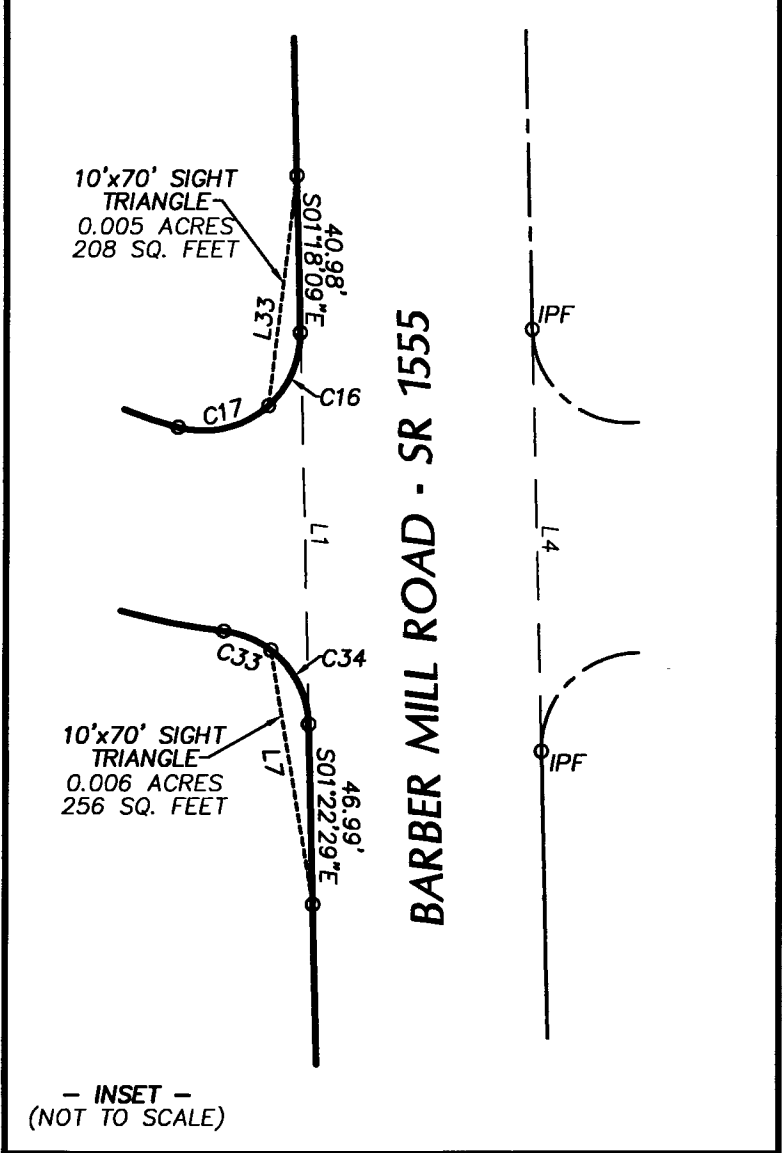 10'x70' SIGHT
TRIANGLE
0.005 ACRES
208 SQ. FEET
40.98'
S01°18'09"E
L33
C16
C17
IPF
BARBER MILL ROAD - SR 1555
L1
L4
C33
C34
10'x70' SIGHT
TRIANGLE
0.006 ACRES
256 SQ. FEET
L7
46.99'
S01°22'29"E
IPF
- INSET -
(NOT TO SCALE)